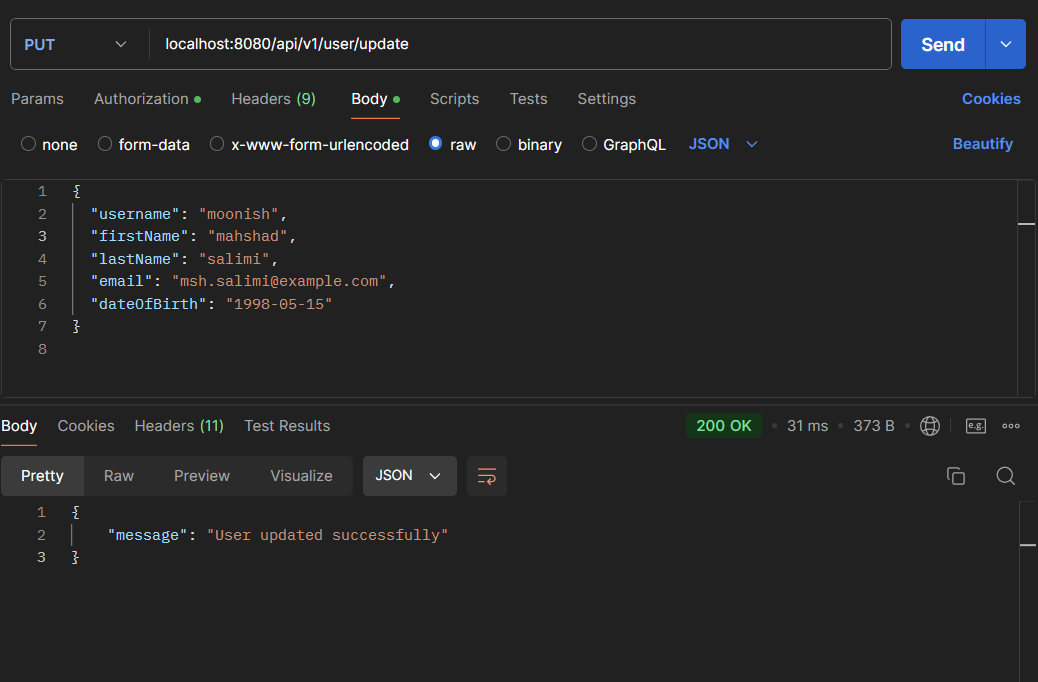 PUT localhost:8080/api/v1/user/update Send
Params Authorization Headers (9) Body Scripts Tests Settings Cookies
none form-data x-www-form-urlencoded raw binary GraphQL JSON Beautify
1 {
2 "username": "moonish",
3 "firstName": "mahshad",
4 "lastName": "salimi",
5 "email": "msh.salimi@example.com",
6 "dateOfBirth": "1998-05-15"
7 }
8
Body Cookies Headers (11) Test Results 200 OK • 31 ms • 373 B • e.g.
Pretty Raw Preview Visualize JSON
1 {
2 "message": "User updated successfully"
3 }